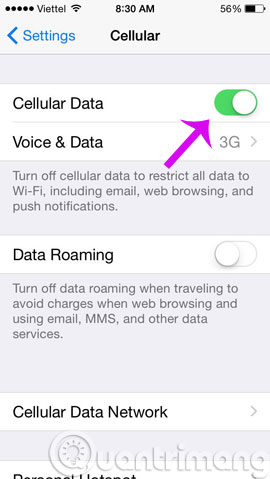 Viettel 8:30 AM 56%
Settings Cellular
Cellular Data
Voice & Data 3G
Turn off cellular data to restrict all data to
Wi-Fi, including email, web browsing, and
push notifications.
Data Roaming
Turn off data roaming when traveling to
avoid charges when web browsing and
using email, MMS, and other data
services.
Cellular Data Network
Quantrimang
Personal Hotspot